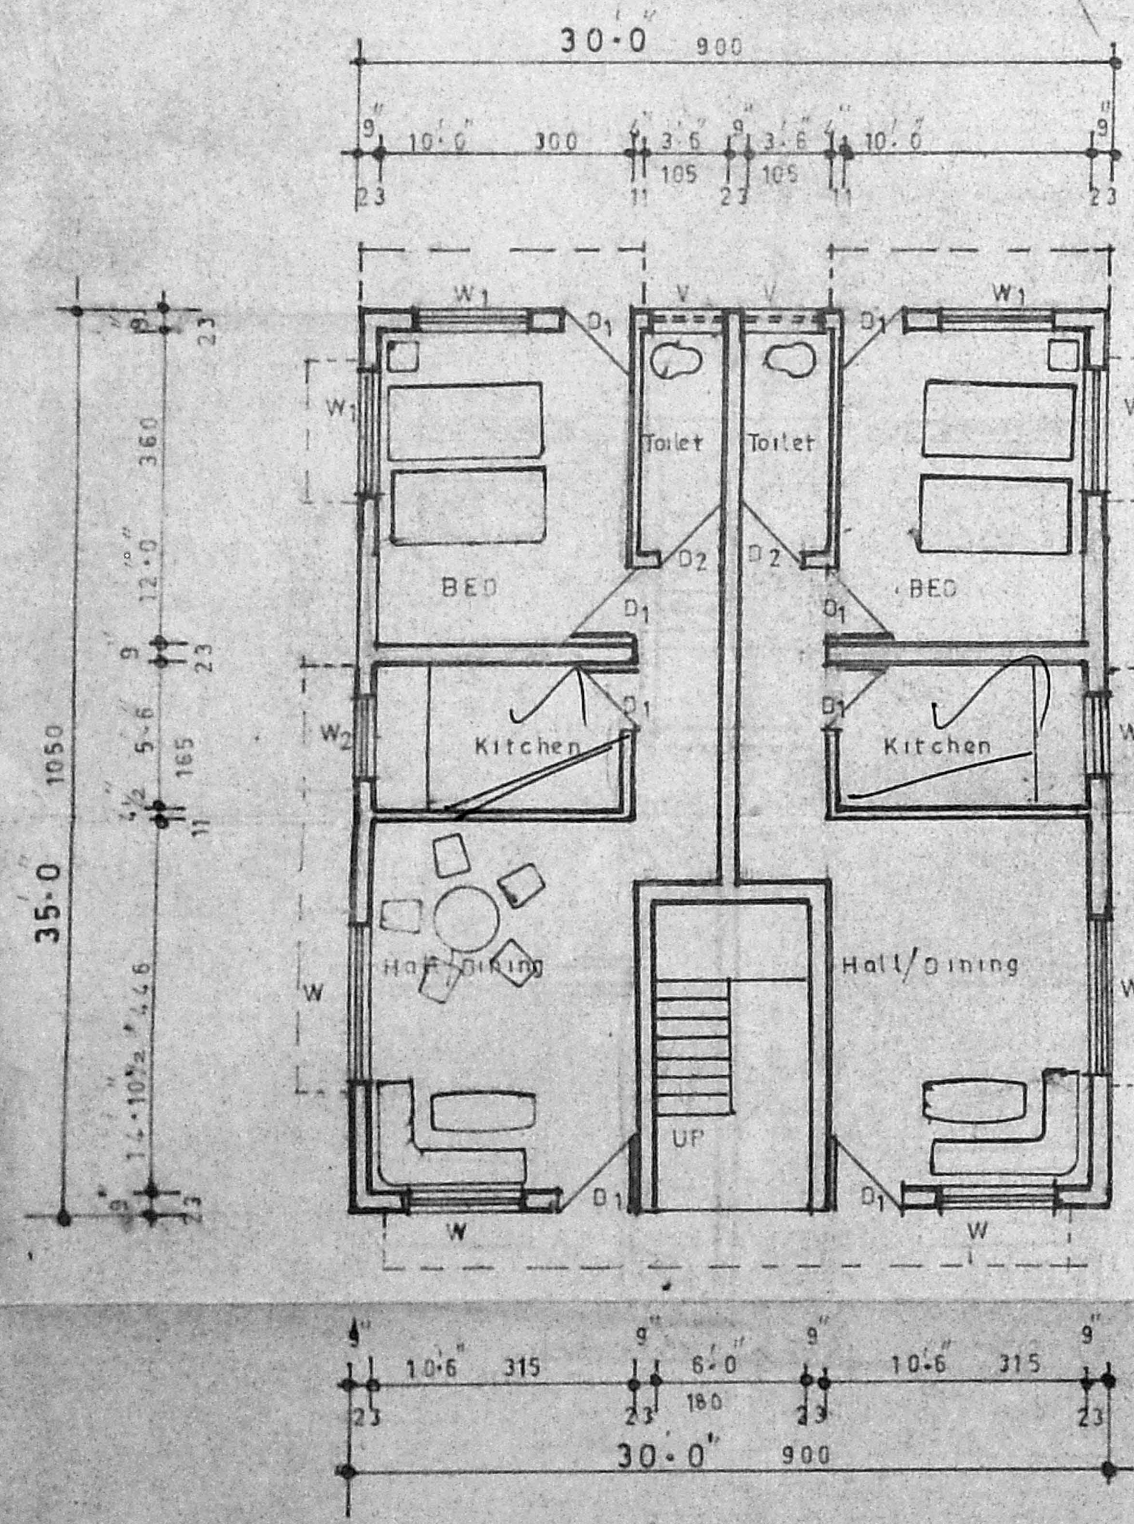 30'·0" 900
9" 10'·0" 300 4" 3'·6" 9" 3'·6" 4" 10'·0" 9"
23 11 105 23 105 11 23
W1 D1 V V D1 W1
9" 23
W1 W
360
Toilet Toilet
12'·0"
BED D2 D2 BED
D1 D1
9" 23
D1 D1
W2 5'·6" 165 Kitchen Kitchen W
1050
4½" 11
35'·0
Hall/Dining Hall/Dining
446
W W
14'·10½"
UP
9" 23
D1 D1
W W
9" 9" 9" 9"
10'·6" 315 6'·0" 10'·6" 315
23 23 180 23 23
30'·0" 900